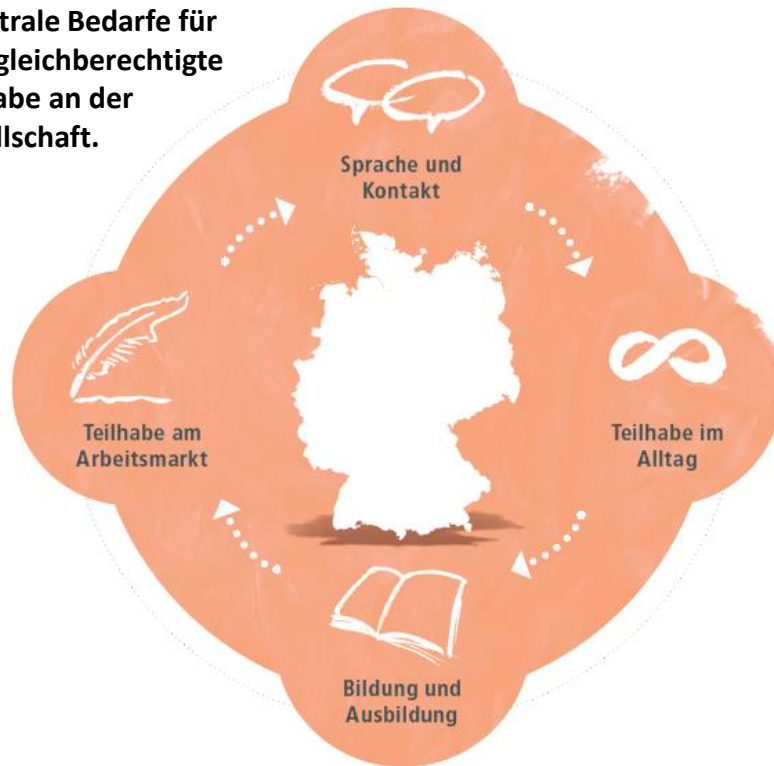 trale Bedarfe für
gleichberechtigte
abe an der
llschaft.
Sprache und
Kontakt
Teilhabe am
Arbeitsmarkt
Teilhabe im
Alltag
Bildung und
Ausbildung